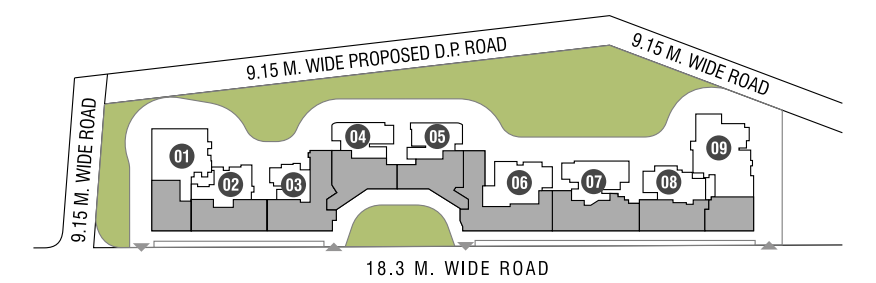 9.15 M. WIDE PROPOSED D.P. ROAD
9.15 M. WIDE ROAD
9.15 M. WIDE ROAD
01
02
03
04
05
06
07
08
09
18.3 M. WIDE ROAD